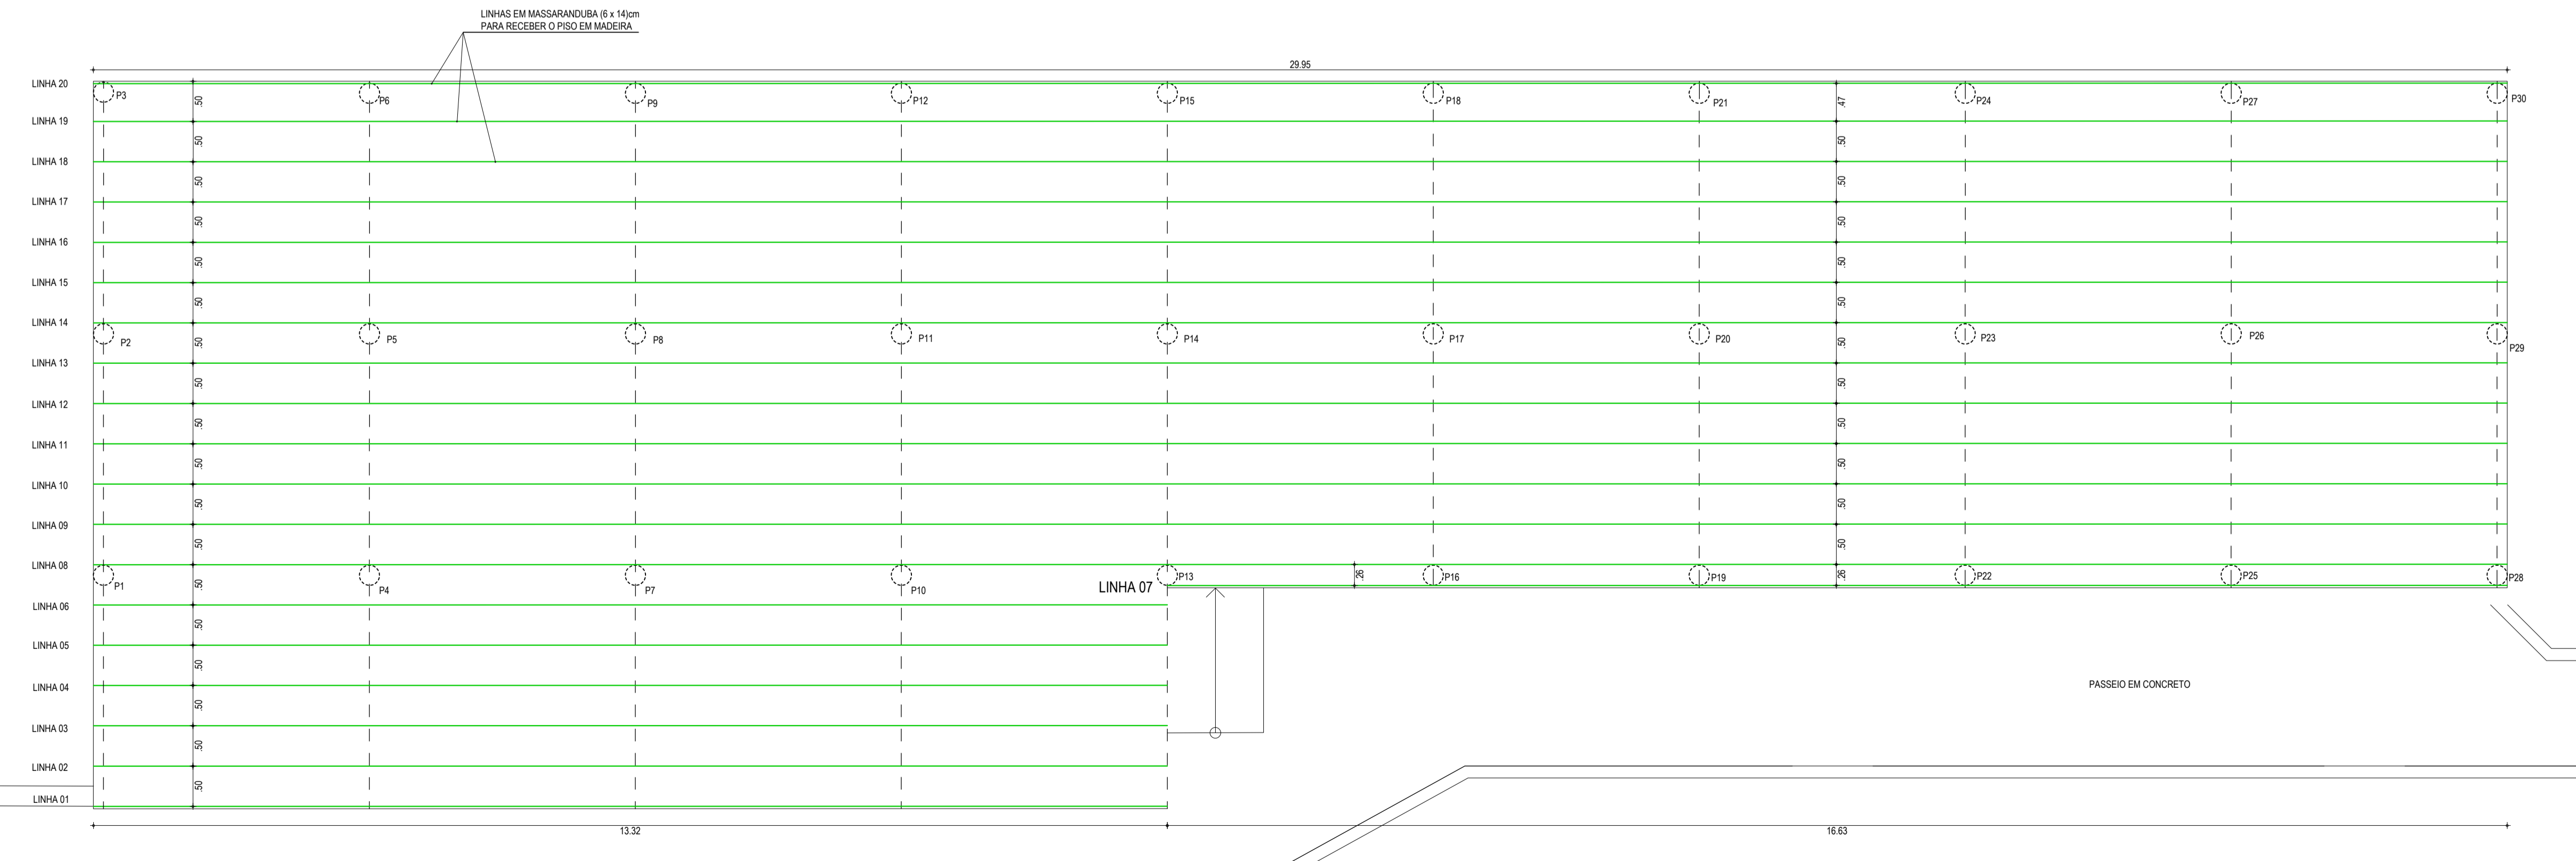 LINHAS EM MASSARANDUBA (6 x 14)cm
PARA RECEBER O PISO EM MADEIRA
29.95
LINHA 20
P3
P6
P9
P12
P15
P18
P21
P24
P27
P30
.50
.47
LINHA 19
.50
.50
LINHA 18
.50
.50
LINHA 17
.50
.50
LINHA 16
.50
.50
LINHA 15
.50
.50
LINHA 14
P2
P5
P8
P11
P14
P17
P20
P23
P26
P29
.50
.50
LINHA 13
.50
.50
LINHA 12
.50
.50
LINHA 11
.50
.50
LINHA 10
.50
.50
LINHA 09
.50
.50
LINHA 08
P1
P4
P7
P10
P13
P16
P19
P22
P25
P28
.50
.26
.26
LINHA 07
LINHA 06
.50
LINHA 05
.50
LINHA 04
PASSEIO EM CONCRETO
.50
LINHA 03
.50
LINHA 02
.50
LINHA 01
13.32
16.63